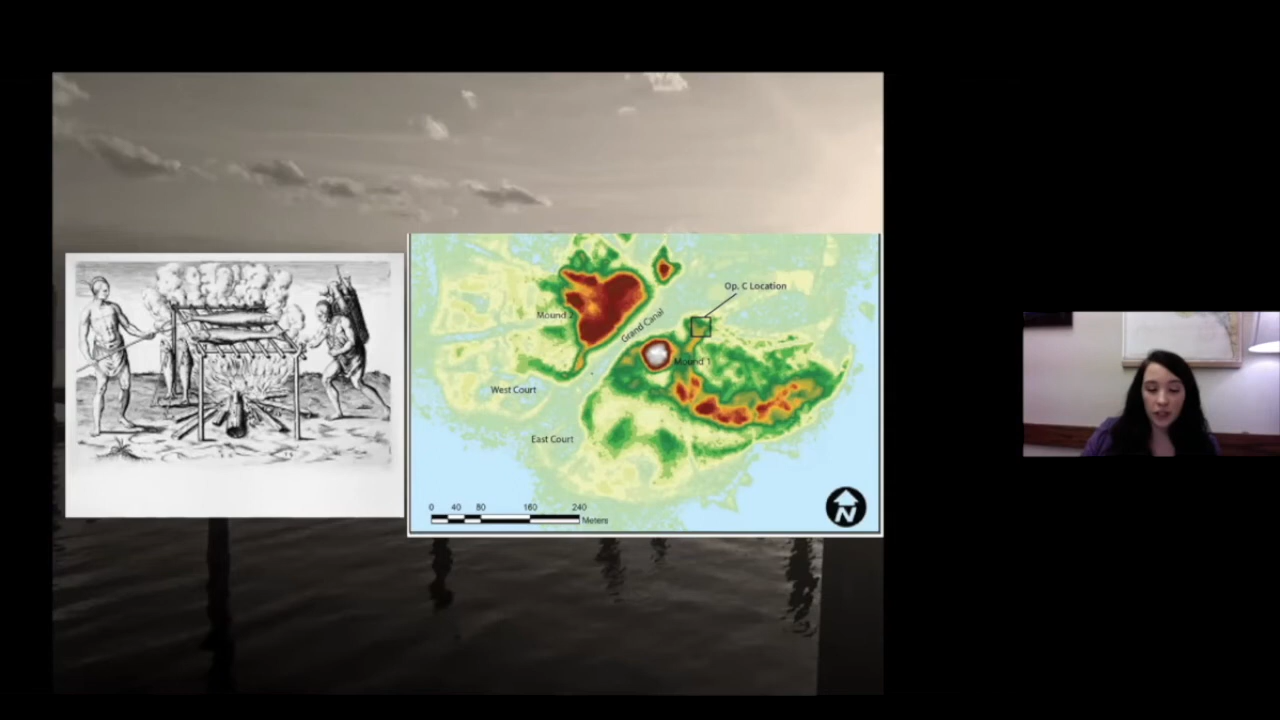 Op. C Location
Mound 2
Grand Canal
Mound 1
West Court
East Court
0 40 80 160 240
Meters
N